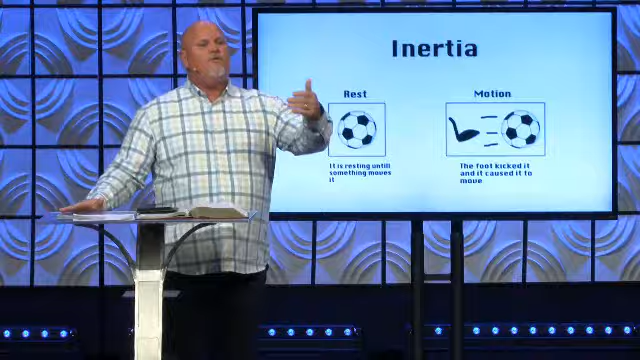 Inertia
Rest
Motion
It is resting untill
something moves
it
The foot kicked it
and it caused it to
move